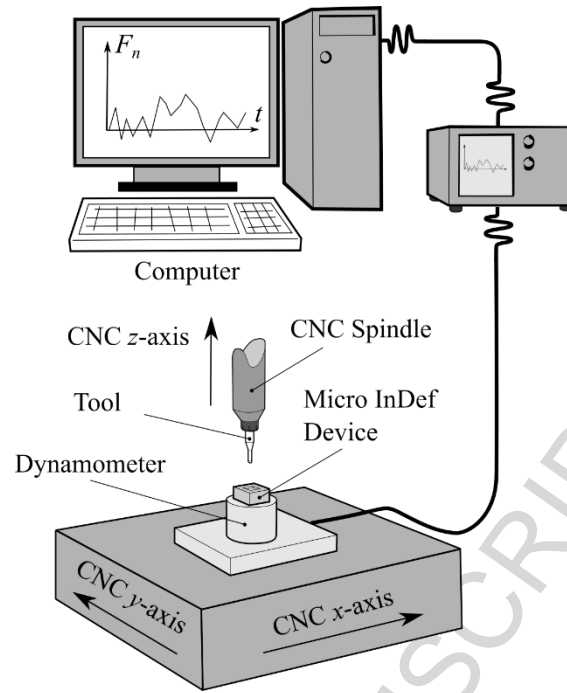 Fn
t
Computer
CNC z-axis
CNC Spindle
Tool
Micro InDef
Device
Dynamometer
CNC y-axis
CNC x-axis